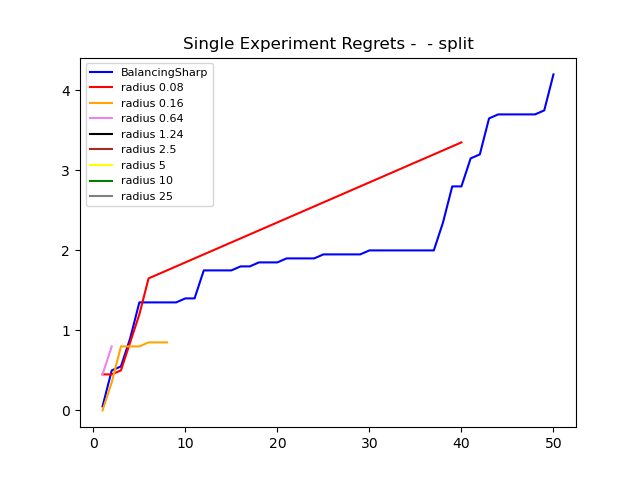 Single Experiment Regrets -  - split
BalancingSharp
radius 0.08
radius 0.16
radius 0.64
radius 1.24
radius 2.5
radius 5
radius 10
radius 25
4
3
2
1
0
0 10 20 30 40 50